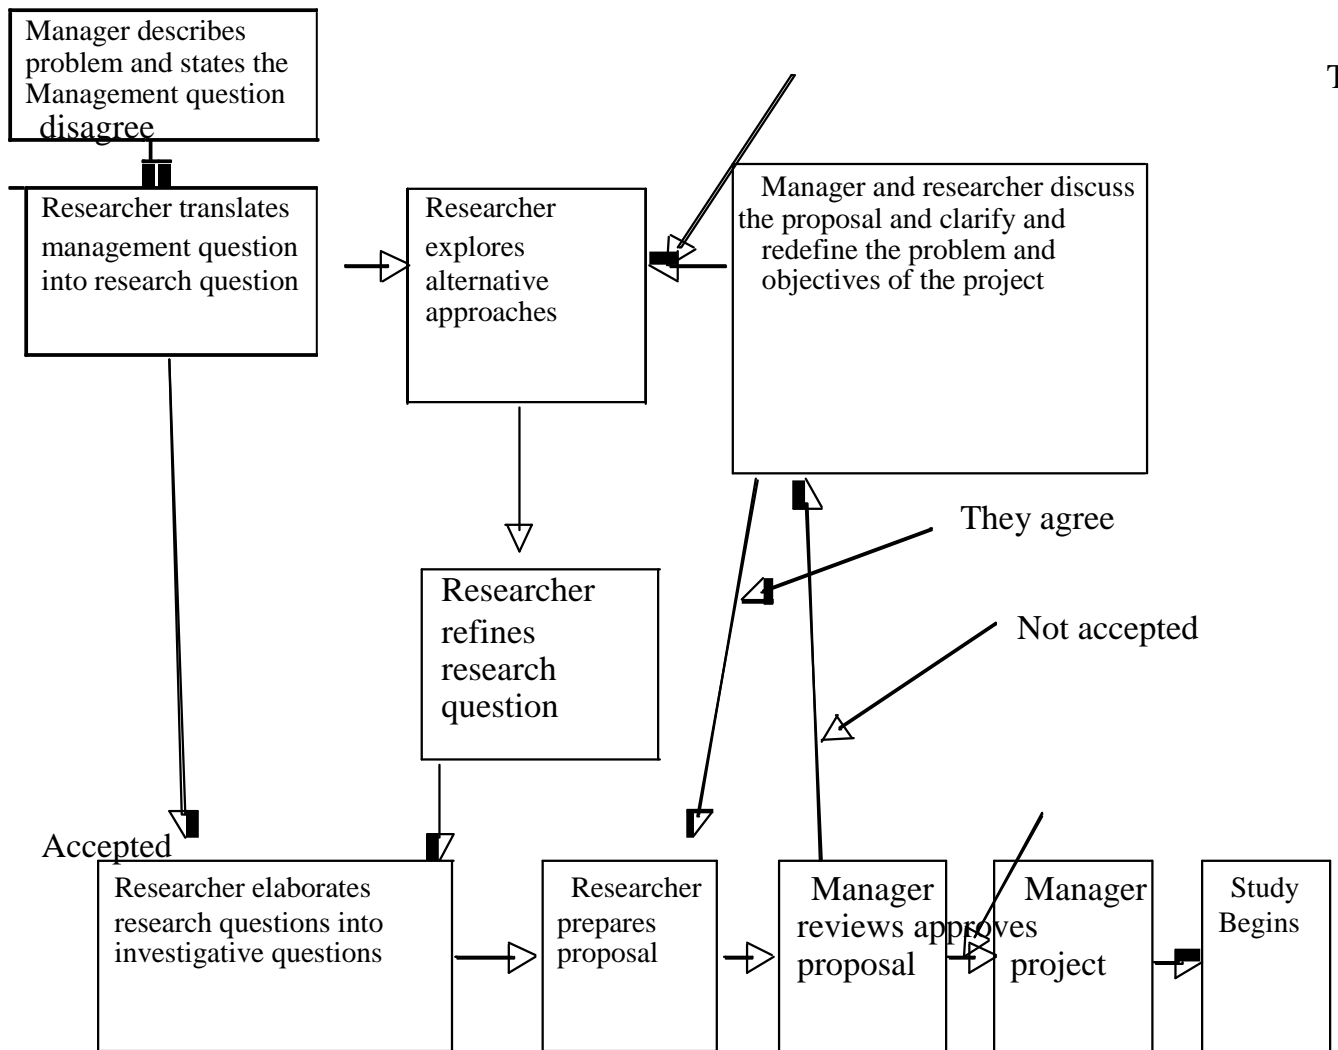 Manager describes
problem and states the
Management question
disagree
T
Researcher translates
management question
into research question
Researcher
explores
alternative
approaches
Manager and researcher discuss
the proposal and clarify and
redefine the problem and
objectives of the project
They agree
Not accepted
Researcher
refines
research
question
Accepted
Researcher elaborates
research questions into
investigative questions
Researcher
prepares
proposal
Manager
reviews approves
proposal
Manager
project
Study
Begins